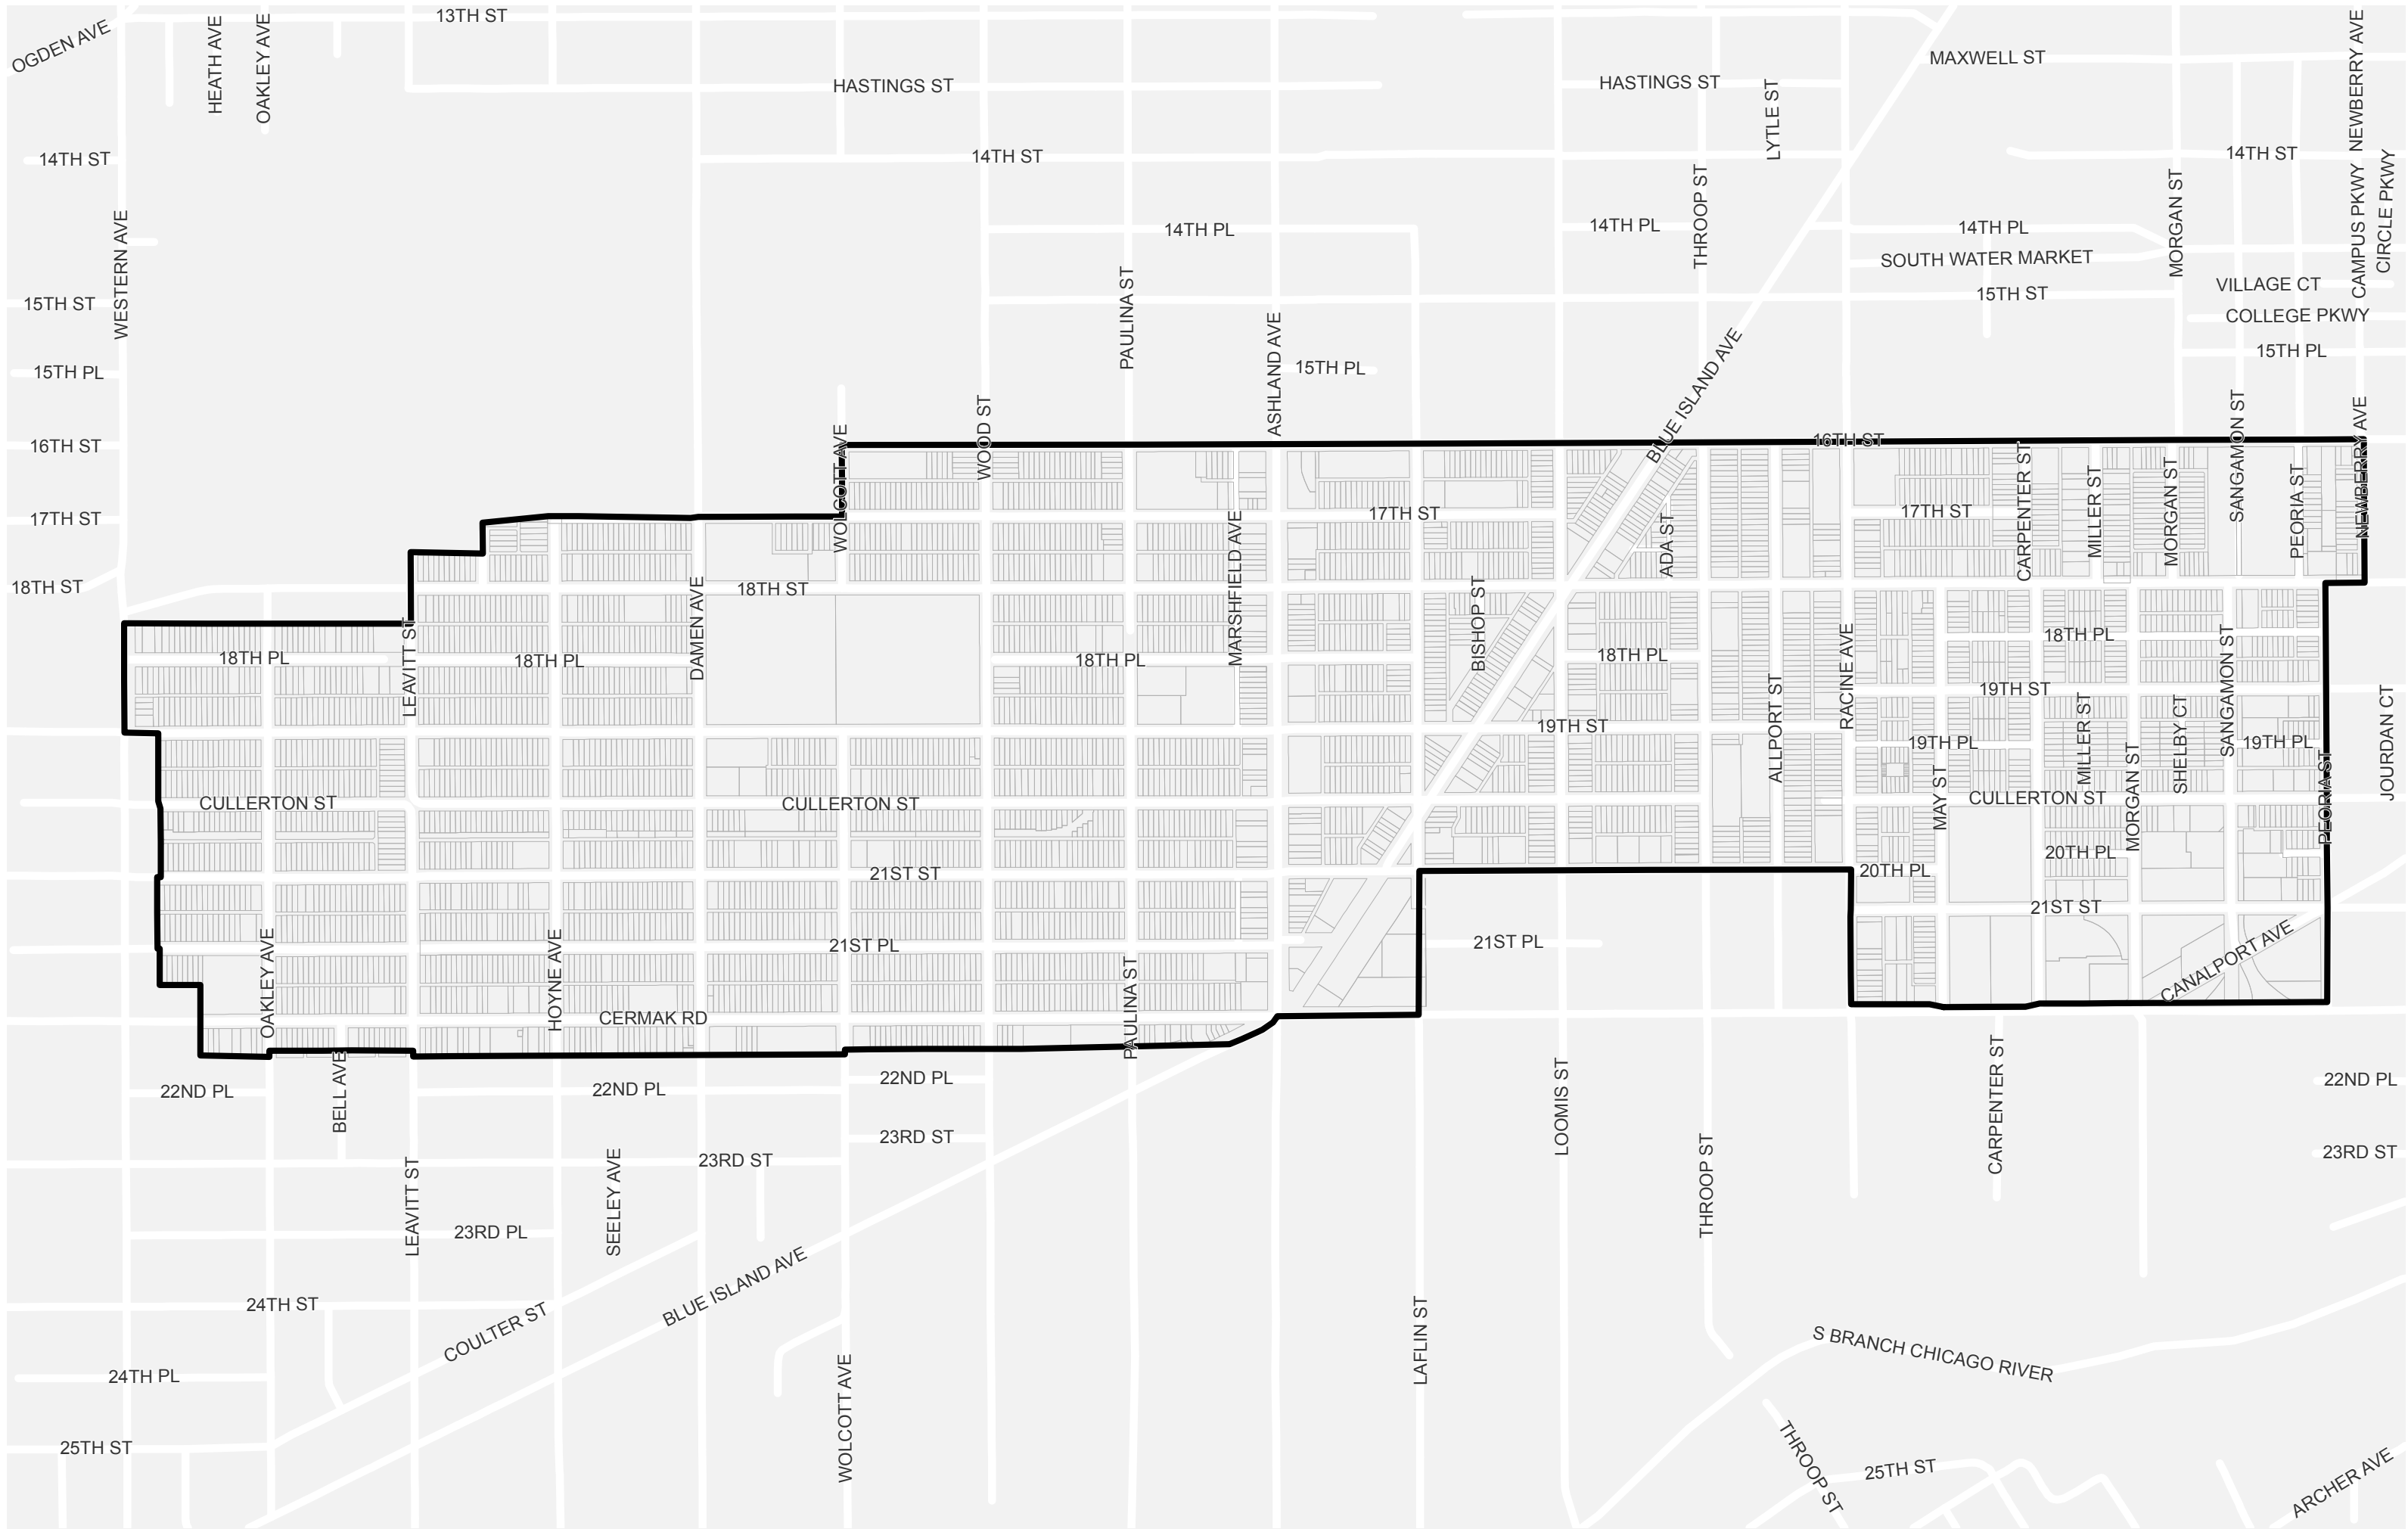 13TH ST
OGDEN AVE
HEATH AVE
OAKLEY AVE
NEWBERRY AVE
MAXWELL ST
HASTINGS ST
HASTINGS ST
LYTLE ST
14TH ST
14TH ST
14TH ST
CAMPUS PKWY
CIRCLE PKWY
THROOP ST
MORGAN ST
14TH PL
14TH PL
14TH PL
SOUTH WATER MARKET
WESTERN AVE
VILLAGE CT
15TH ST
15TH ST
COLLEGE PKWY
PAULINA ST
ASHLAND AVE
15TH PL
15TH PL
15TH PL
BLUE ISLAND AVE
16TH ST
WOLCOTT AVE
WOOD ST
16TH ST
SANGAMON ST
NEWBERRY AVE
17TH ST
17TH ST
17TH ST
CARPENTER ST
MILLER ST
MORGAN ST
PEORIA ST
NEWBERRY AVE
ADA ST
18TH ST
18TH ST
MARSHFIELD AVE
BISHOP ST
DAMEN AVE
LEAVITT ST
18TH PL
18TH PL
18TH PL
18TH PL
18TH PL
RACINE AVE
ALLPORT ST
19TH ST
19TH ST
19TH PL
19TH PL
MILLER ST
SHELBY CT
SANGAMON ST
JOURDAN CT
MAY ST
MORGAN ST
PEORIA ST
CULLERTON ST
CULLERTON ST
CULLERTON ST
20TH PL
20TH PL
21ST ST
21ST ST
21ST PL
21ST PL
CANALPORT AVE
OAKLEY AVE
HOYNE AVE
PAULINA ST
CERMAK RD
BELL AVE
22ND PL
22ND PL
22ND PL
22ND PL
LOOMIS ST
CARPENTER ST
23RD ST
23RD ST
23RD ST
LEAVITT ST
SEELEY AVE
THROOP ST
23RD PL
24TH ST
COULTER ST
BLUE ISLAND AVE
LAFLIN ST
S BRANCH CHICAGO RIVER
24TH PL
WOLCOTT AVE
25TH ST
THROOP ST
25TH ST
ARCHER AVE